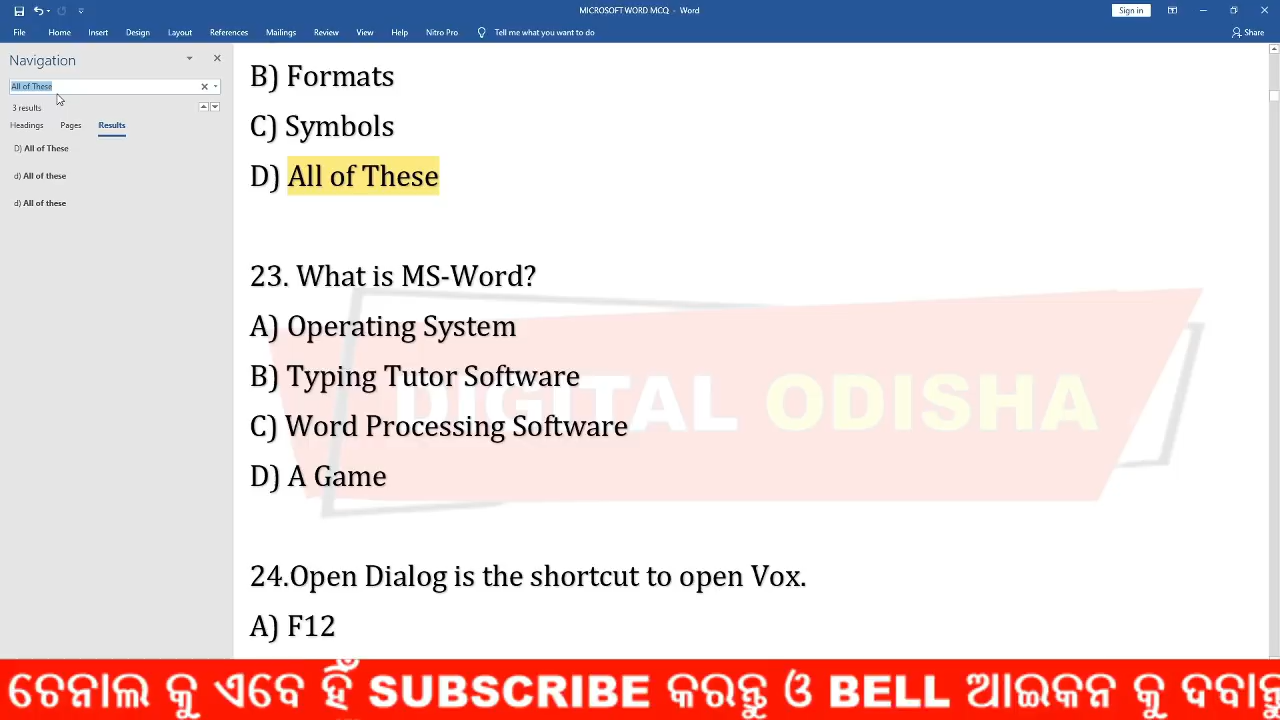 MICROSOFT WORD MCQ - Word
Sign in
File Home Insert Design Layout References Mailings Review View Help Nitro Pro Tell me what you want to do Share
Navigation
All of These
3 results
Headings Pages Results
D) All of These
d) All of these
d) All of these
B) Formats
C) Symbols
D) All of These
23. What is MS-Word?
A) Operating System
B) Typing Tutor Software
C) Word Processing Software
D) A Game
DIGITAL ODISHA
24.Open Dialog is the shortcut to open Vox.
A) F12
ଚେନାଲ କୁ ଏବେ ହିଁ SUBSCRIBE କରନ୍ତୁ ଓ BELL ଆଇକନ କୁ ଦବାନ୍ତୁ